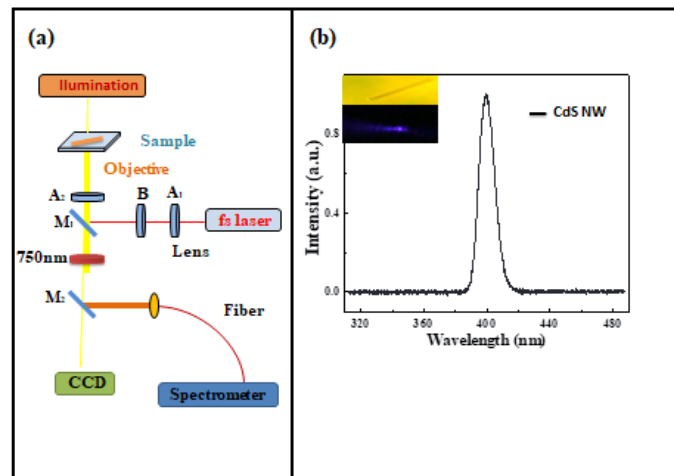 (a)
Illumination
Sample
Objective
A₂
B
A₁
M₁
fs laser
Lens
750nm
M₂
Fiber
CCD
Spectrometer
(b)
CdS NW
Intensity (a.u.)
0.8
0.4
0.0
320 360 400 440 480
Wavelength (nm)